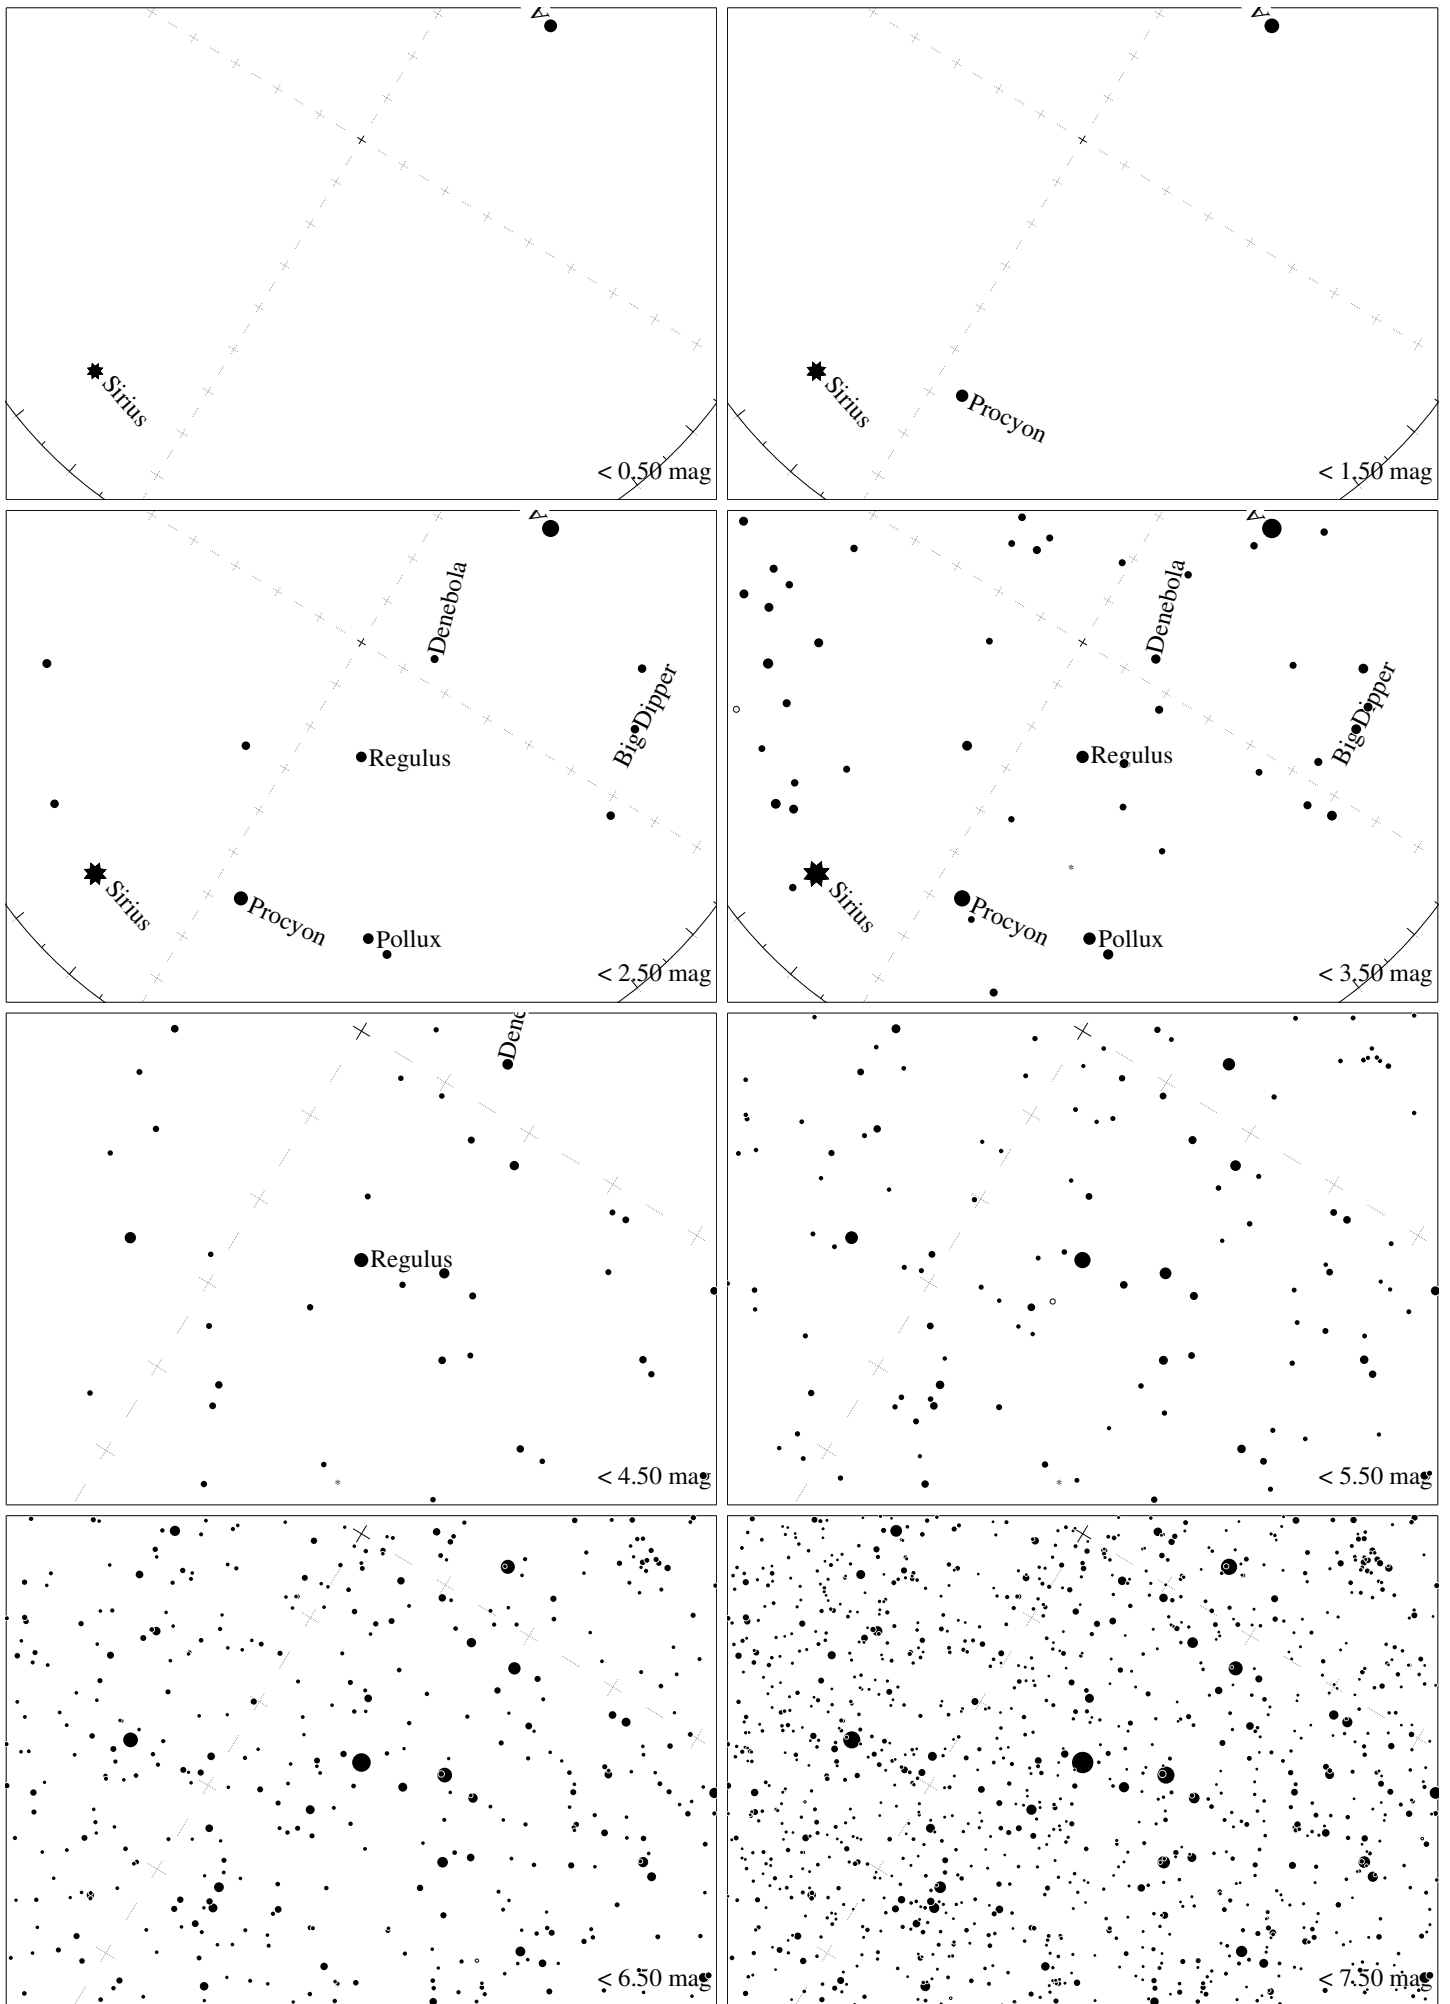 A
Sirius
< 0.50 mag
A
Sirius
Procyon
< 1.50 mag
A
Denebola
Big Dipper
Regulus
Sirius
Procyon
Pollux
< 2.50 mag
A
Denebola
Big Dipper
Regulus
Sirius
Procyon
Pollux
< 3.50 mag
Dene
Regulus
< 4.50 mag
< 5.50 mag
< 6.50 mag
< 7.50 mag